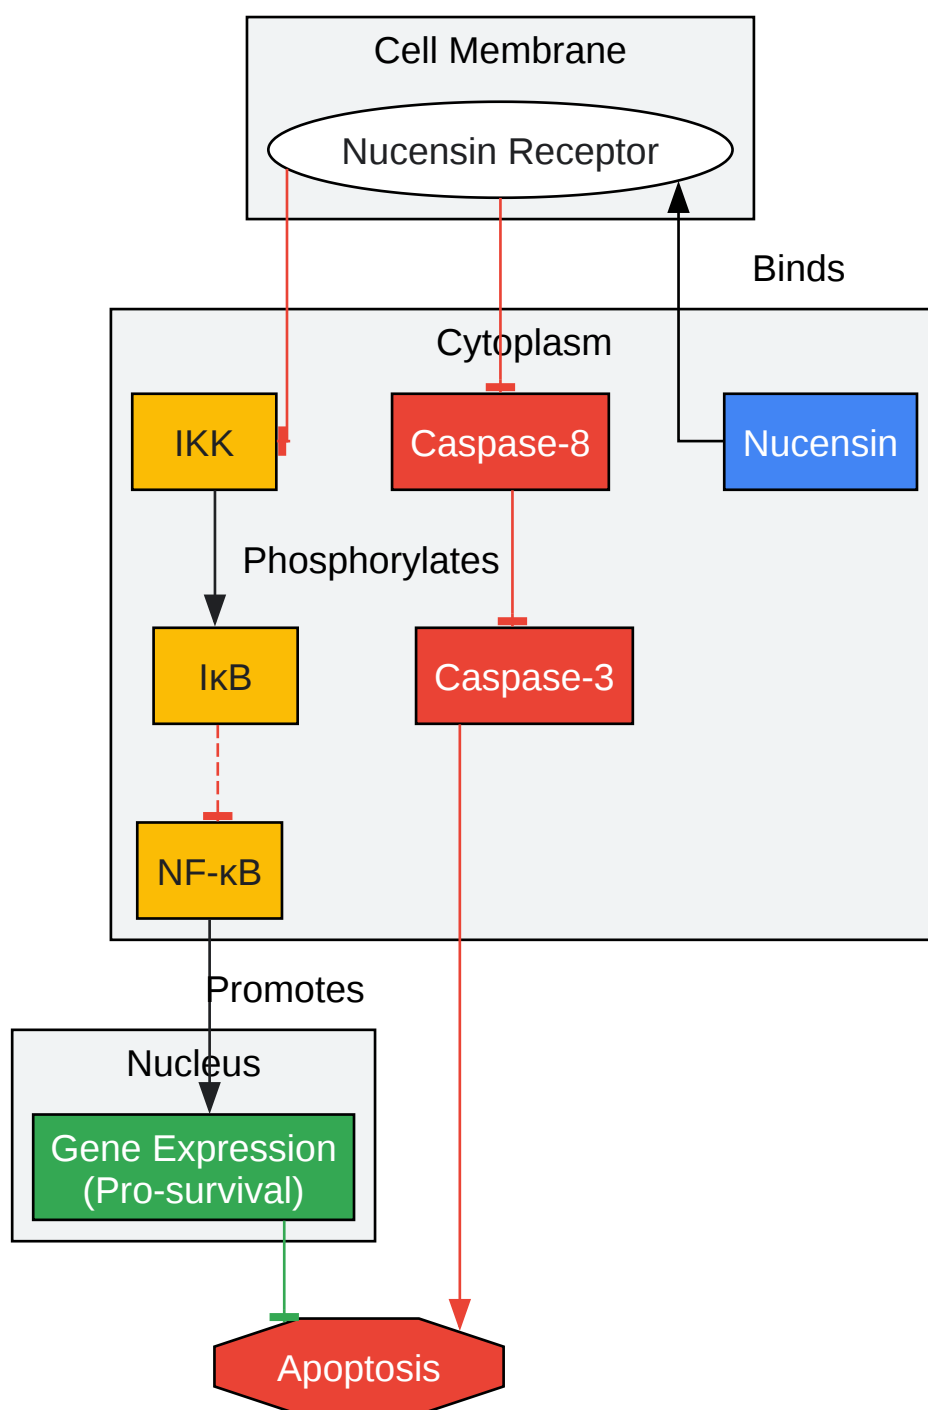 Cell Membrane
Nucensin Receptor
Binds
Cytoplasm
IKK
Caspase-8
Nucensin
Phosphorylates
IκB
Caspase-3
NF-κB
Promotes
Nucleus
Gene Expression
(Pro-survival)
Apoptosis